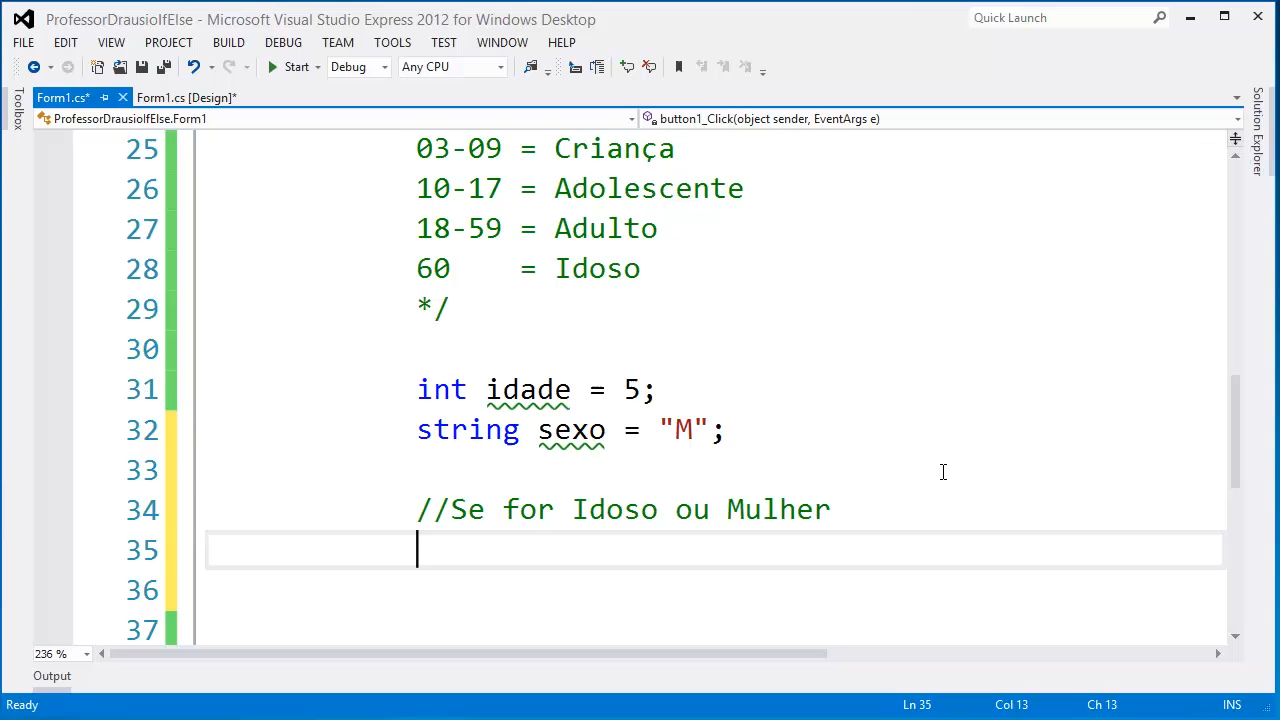 ProfessorDrausioIfElse - Microsoft Visual Studio Express 2012 for Windows Desktop
Quick Launch
FILE EDIT VIEW PROJECT BUILD DEBUG TEAM TOOLS TEST WINDOW HELP
Start Debug Any CPU
Toolbox
Form1.cs* Form1.cs [Design]*
Solution Explorer
ProfessorDrausioIfElse.Form1 button1_Click(object sender, EventArgs e)
25 03-09 = Criança
26 10-17 = Adolescente
27 18-59 = Adulto
28 60    = Idoso
29 */
30
31 int idade = 5;
32 string sexo = "M";
33
34 //Se for Idoso ou Mulher
35
36
37
236 %
Output
Ready Ln 35 Col 13 Ch 13 INS